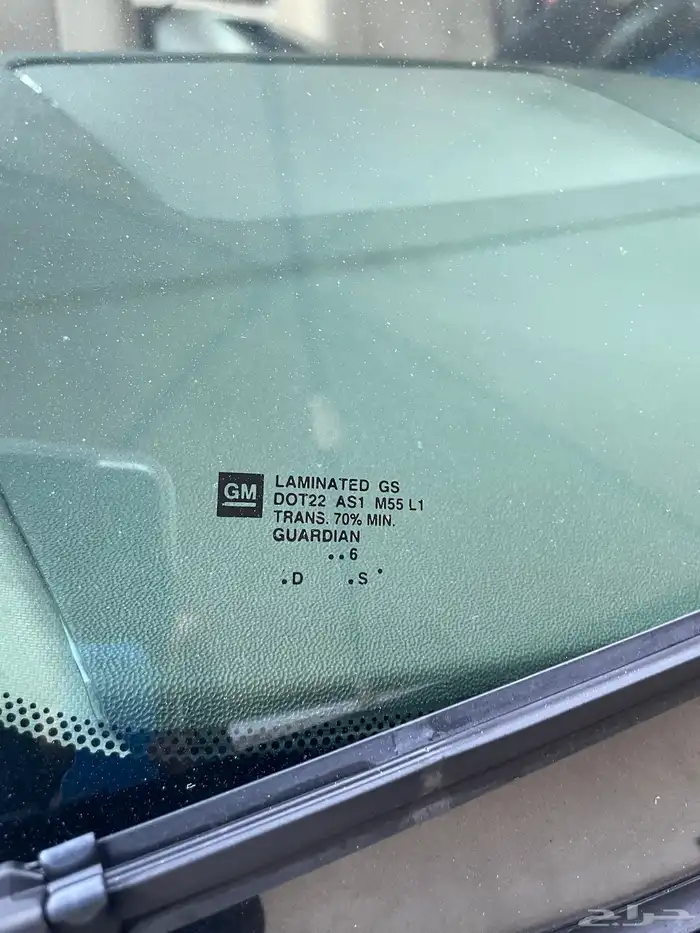 GM
LAMINATED GS
DOT22 AS1 M55 L1
TRANS. 70% MIN.
GUARDIAN
..6
.D .S˙
حراج